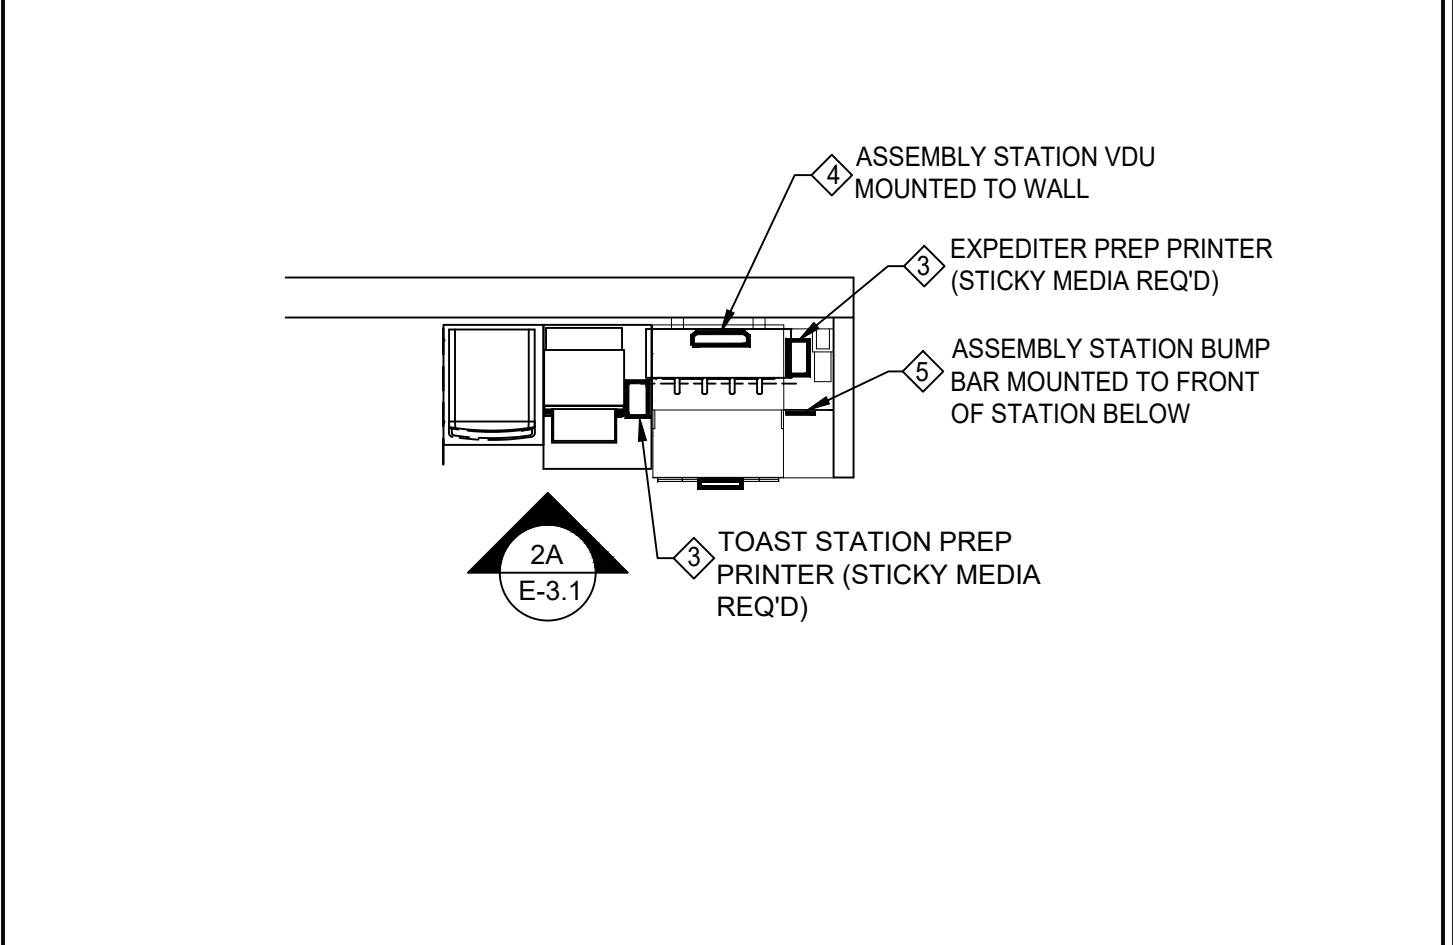 4
ASSEMBLY STATION VDU
MOUNTED TO WALL
3
EXPEDITER PREP PRINTER
(STICKY MEDIA REQ'D)
5
ASSEMBLY STATION BUMP
BAR MOUNTED TO FRONT
OF STATION BELOW
2A
E-3.1
3
TOAST STATION PREP
PRINTER (STICKY MEDIA
REQ'D)